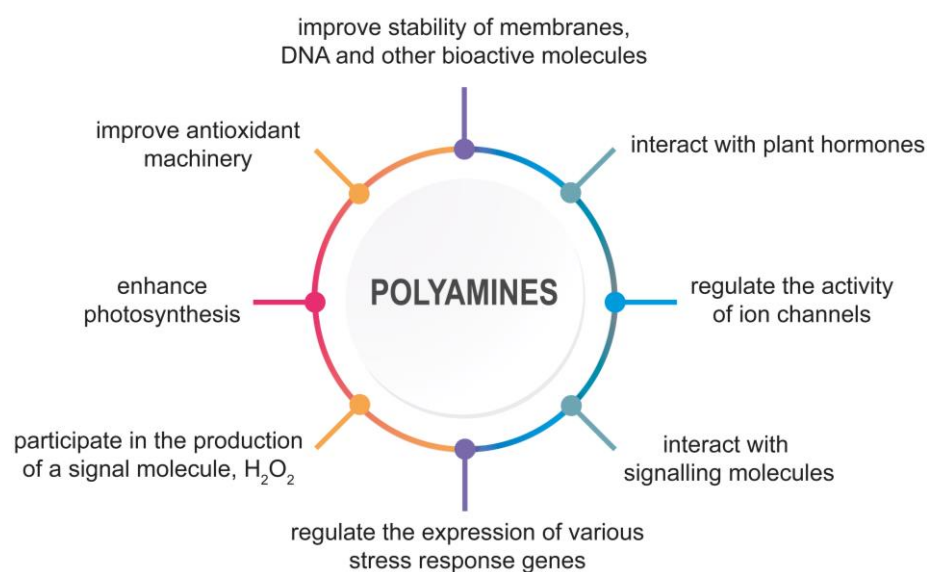 improve stability of membranes,
DNA and other bioactive molecules
improve antioxidant
machinery
interact with plant hormones
enhance
photosynthesis
POLYAMINES
regulate the activity
of ion channels
participate in the production
of a signal molecule, H₂O₂
interact with
signalling molecules
regulate the expression of various
stress response genes